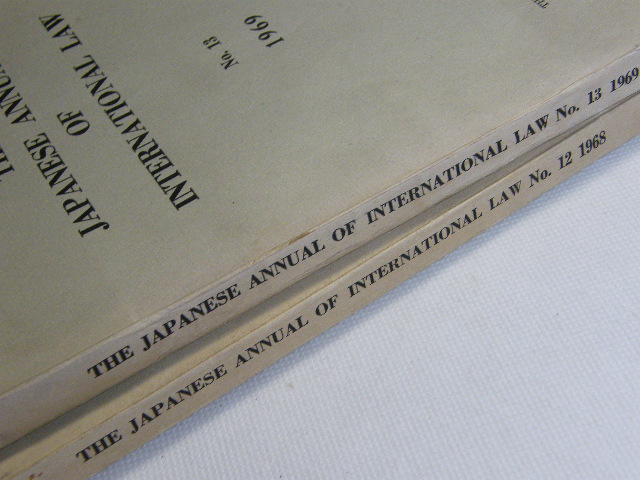 JAPANESE ANNUA
OF
INTERNATIONAL LAW
No. 13
1969
THE JAPANESE ANNUAL OF INTERNATIONAL LAW No. 13 1969
THE JAPANESE ANNUAL OF INTERNATIONAL LAW No. 12 1968